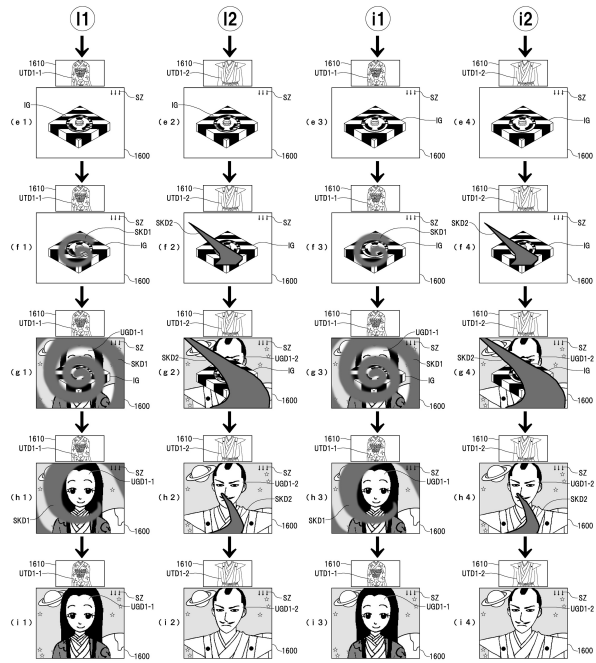 I1 I2 i1 i2
1610 1610 1610 1610
UTD1-1 UTD1-2 UTD1-1 UTD1-2
↓↓↓ SZ ↓↓↓ SZ ↓↓↓ SZ ↓↓↓ SZ
IG IG IG IG
(e1) (e2) (e3) (e4)
1600 1600 1600 1600
1610 1610 1610 1610
UTD1-1 UTD1-2 UTD1-1 UTD1-2
↓↓↓ SZ ↓↓↓ SZ ↓↓↓ SZ ↓↓↓ SZ
SKD1 SKD2 SKD1 SKD2
(f1) IG (f2) IG (f3) IG (f4) IG
1600 1600 1600 1600
1610 1610 1610 1610
UTD1-1 UTD1-2 UTD1-1 UTD1-2
UGD1-1 UGD1-1
↓↓↓ SZ ↓↓↓ SZ ↓↓↓ SZ ↓↓↓ SZ
SKD1 SKD2 UGD1-2 SKD1 SKD2 UGD1-2
(g1) IG (g2) IG (g3) IG (g4) IG
1600 1600 1600 1600
1610 1610 1610 1610
UTD1-1 UTD1-2 UTD1-1 UTD1-2
↓↓↓ SZ ↓↓↓ SZ ↓↓↓ SZ ↓↓↓ SZ
UGD1-1 UGD1-2 UGD1-1 UGD1-2
(h1) (h2) SKD2 (h3) (h4) SKD2
SKD1 SKD1
1600 1600 1600 1600
1610 1610 1610 1610
UTD1-1 UTD1-2 UTD1-1 UTD1-2
↓↓↓ SZ ↓↓↓ SZ ↓↓↓ SZ ↓↓↓ SZ
UGD1-1 UGD1-2 UGD1-1 UGD1-2
(i1) (i2) (i3) (i4)
1600 1600 1600 1600